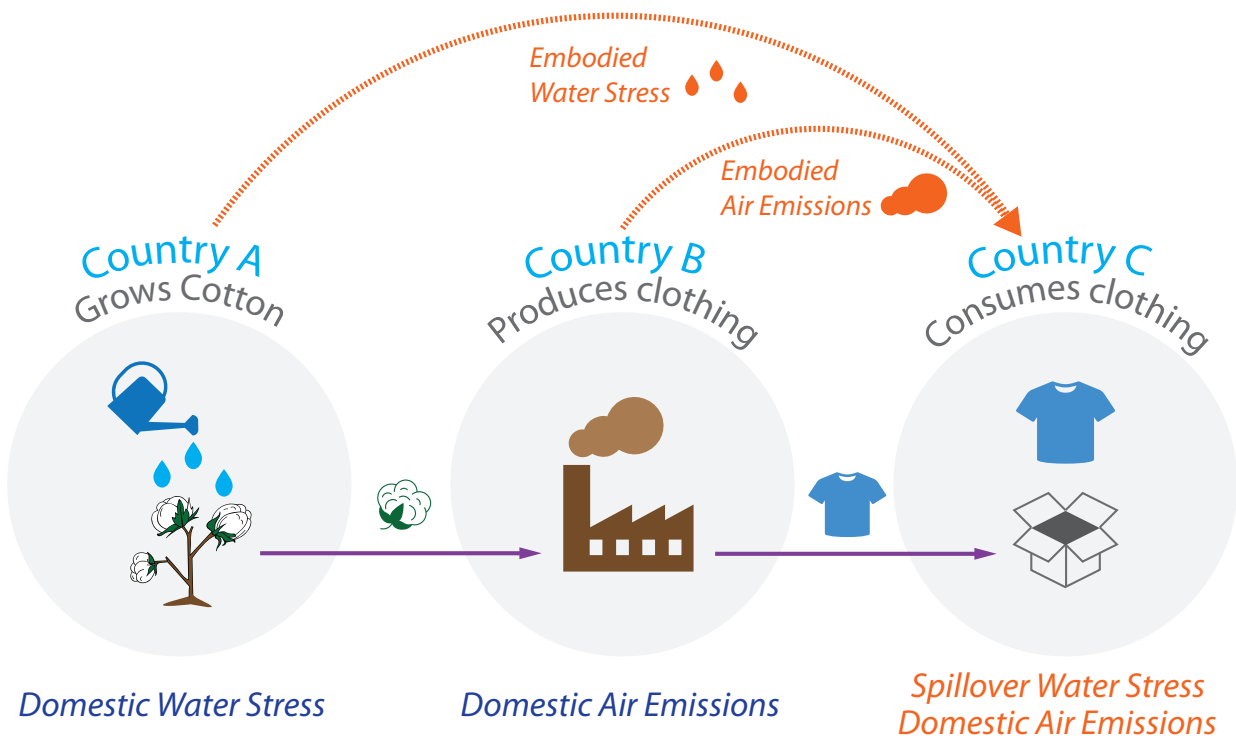 Embodied
Water Stress
Embodied
Air Emissions
Country A
Grows Cotton
Country B
Produces clothing
Country C
Consumes clothing
Domestic Water Stress
Domestic Air Emissions
Spillover Water Stress
Domestic Air Emissions